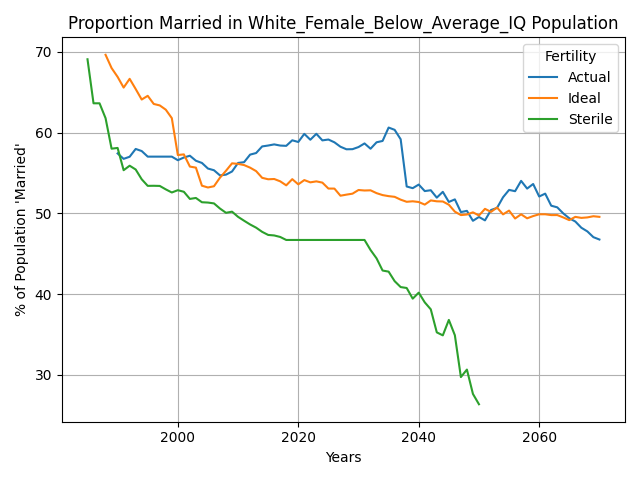 Proportion Married in White_Female_Below_Average_IQ Population
% of Population 'Married'
70
60
50
40
30
Fertility
Actual
Ideal
Sterile
2000
2020
2040
2060
Years